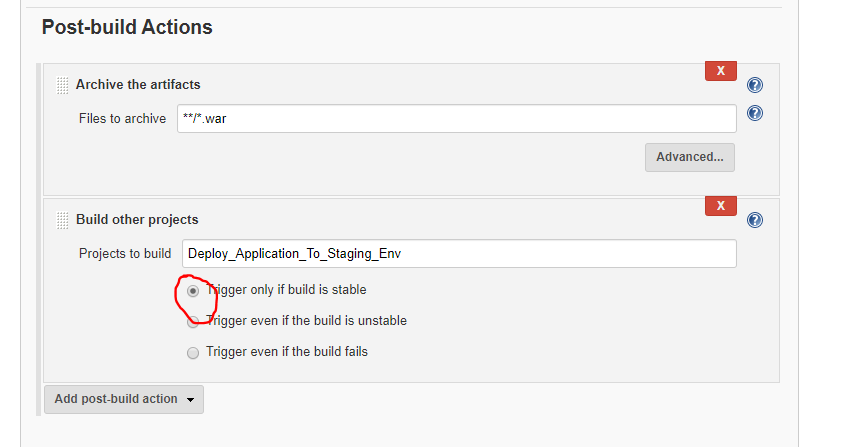 Post-build Actions
X
Archive the artifacts
?
Files to archive **/*.war
?
Advanced...
X
Build other projects
?
Projects to build Deploy_Application_To_Staging_Env
Trigger only if build is stable
Trigger even if the build is unstable
Trigger even if the build fails
Add post-build action